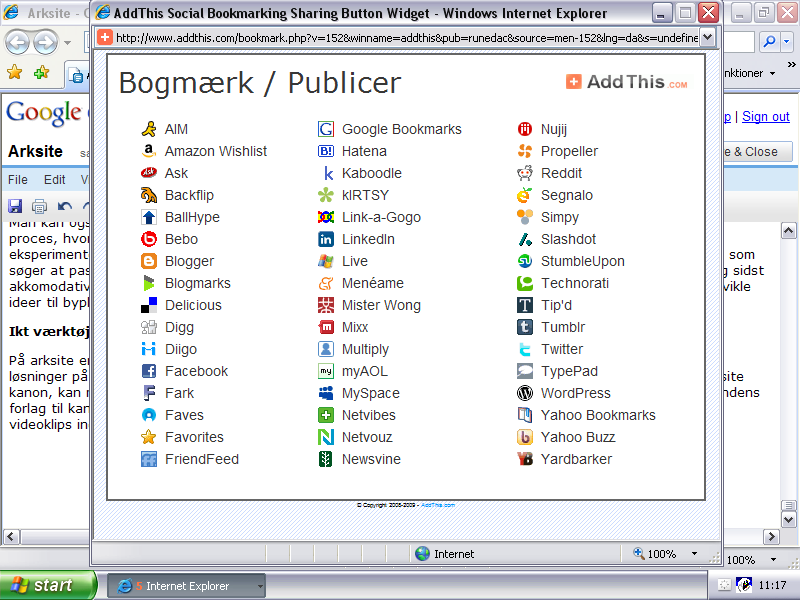 AddThis Social Bookmarking Sharing Button Widget - Windows Internet Explorer
http://www.addthis.com/bookmark.php?v=152&winname=addthis&pub=runedac&source=men-152&lng=da&s=undefine
Bogmærk / Publicer
AddThis.COM
AIM
Amazon Wishlist
Ask
Backflip
BallHype
Bebo
Blogger
Blogmarks
Delicious
Digg
Diigo
Facebook
Fark
Faves
Favorites
FriendFeed
Google Bookmarks
Hatena
Kaboodle
kIRTSY
Link-a-Gogo
LinkedIn
Live
Menéame
Mister Wong
Mixx
Multiply
myAOL
MySpace
Netvibes
Netvouz
Newsvine
Nujij
Propeller
Reddit
Segnalo
Simpy
Slashdot
StumbleUpon
Technorati
Tip'd
Tumblr
Twitter
TypePad
WordPress
Yahoo Bookmarks
Yahoo Buzz
Yardbarker
© Copyright 2005-2009 - AddThis.com
Internet
100%
Arksite -
Google
Arksite
File Edit
nktioner
Sign out
& Close
Man kan ogs
proces, hvor
eksperiment som
søger at pas g sidst
akkomodativ vikle
ideer til bypl
Ikt værktøj
På arksite er
løsninger på site
kanon, kan r ndens
forlag til kar
videoklips in
100%
start
5 Internet Explorer
11:17